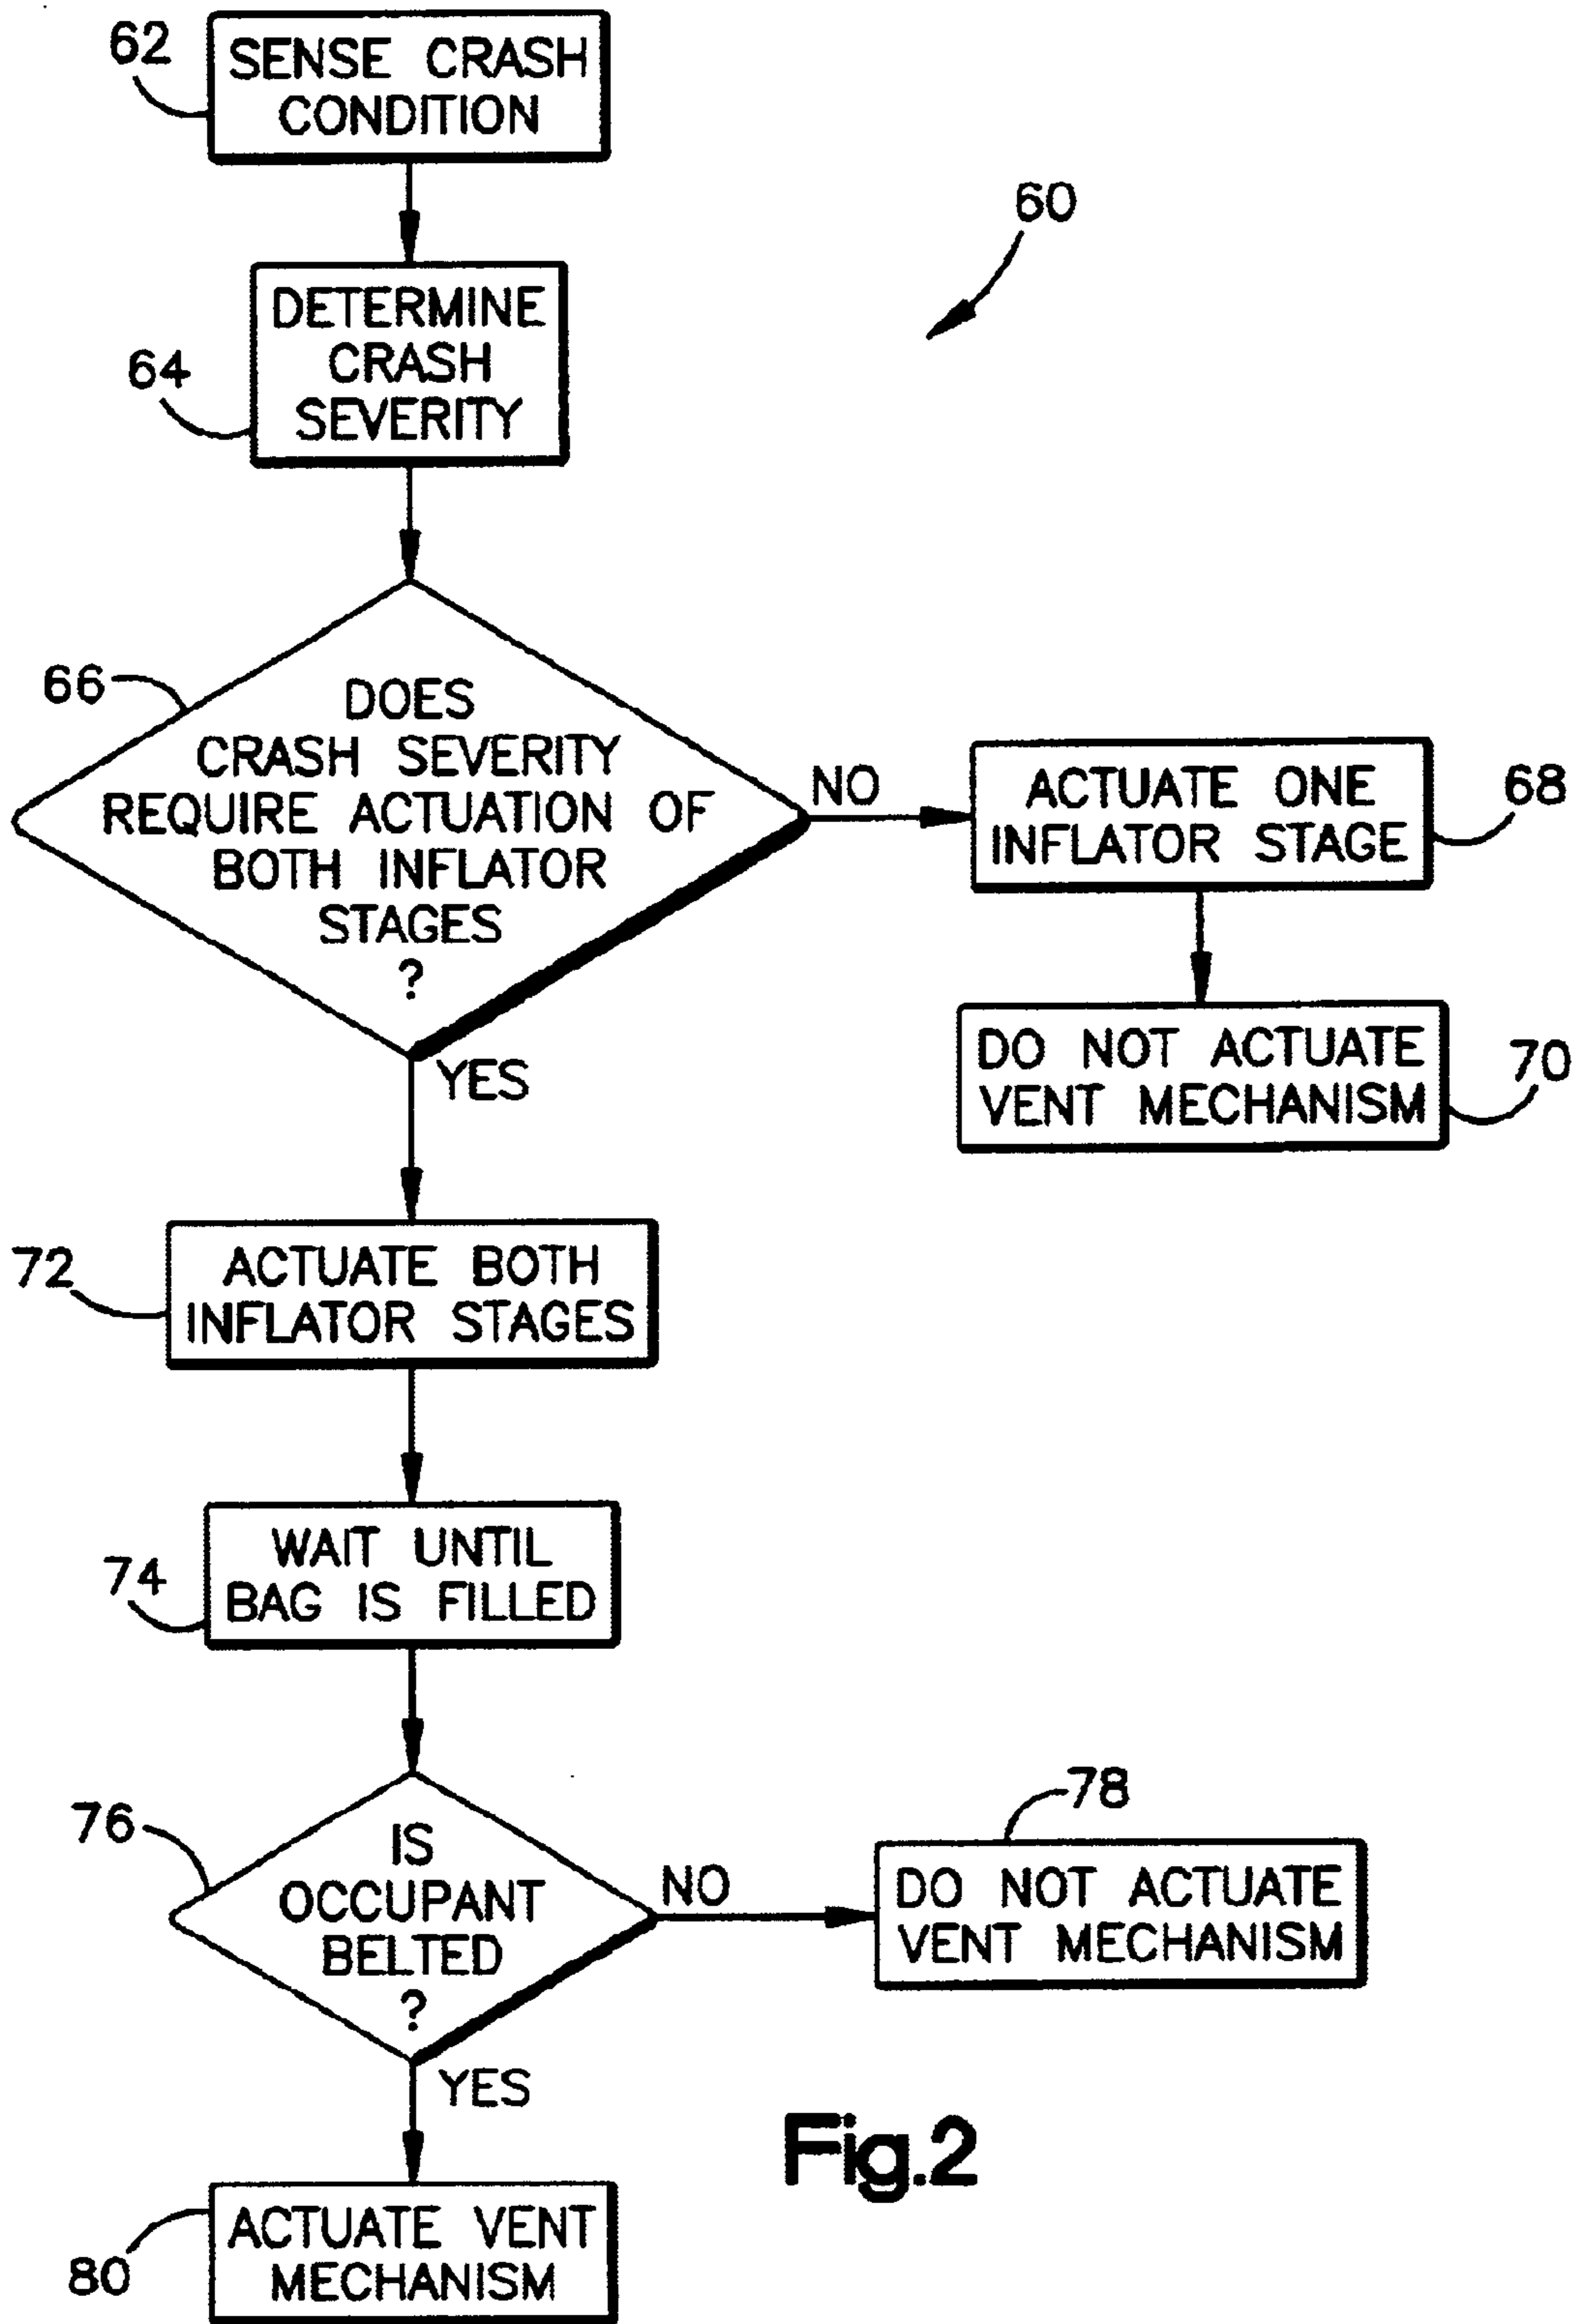 62
SENSE CRASH
CONDITION
60
64
DETERMINE
CRASH
SEVERITY
66
DOES
CRASH SEVERITY
REQUIRE ACTUATION OF
BOTH INFLATOR
STAGES
?
NO
ACTUATE ONE
INFLATOR STAGE
68
DO NOT ACTUATE
VENT MECHANISM
70
YES
72
ACTUATE BOTH
INFLATOR STAGES
74
WAIT UNTIL
BAG IS FILLED
76
IS
OCCUPANT
BELTED
?
NO
78
DO NOT ACTUATE
VENT MECHANISM
YES
80
ACTUATE VENT
MECHANISM
Fig.2